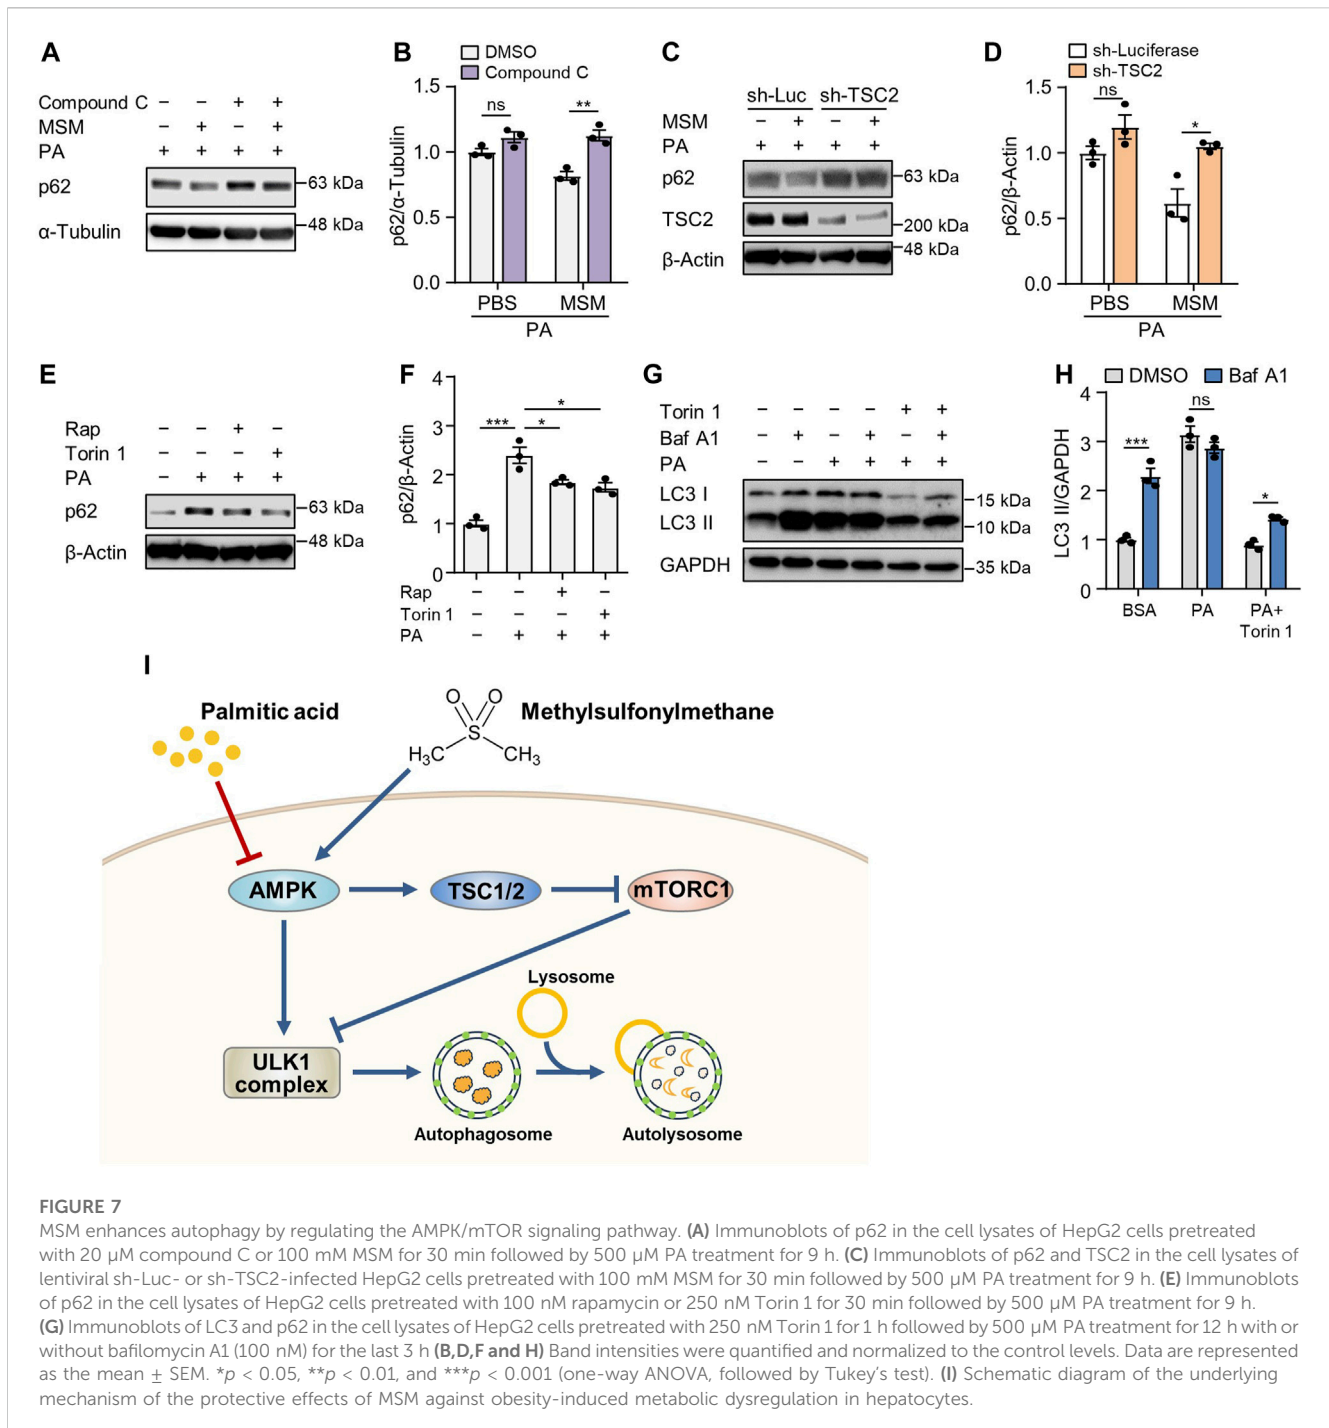 A
Compound C − − + +
MSM − + − +
PA + + + +
p62
63 kDa
α-Tubulin
48 kDa
B
DMSO
Compound C
p62/α-Tubulin
1.5
1.0
0.5
0.0
ns
**
PBS MSM
PA
C
sh-Luc sh-TSC2
MSM − + − +
PA + + + +
p62
63 kDa
TSC2
200 kDa
48 kDa
β-Actin
D
sh-Luciferase
sh-TSC2
p62/β-Actin
1.5
1.0
0.5
0.0
ns
*
PBS MSM
PA
E
Rap − − + −
Torin 1 − − − +
PA − + + +
p62
63 kDa
48 kDa
β-Actin
F
p62/β-Actin
4
3
2
1
0
*** * *
Rap − − + −
Torin 1 − − − +
PA − + + +
G
Torin 1 − − − − + +
Baf A1 − + − + − +
PA − − + + + +
LC3 I
15 kDa
LC3 II
10 kDa
GAPDH
35 kDa
H
DMSO Baf A1
LC3 II/GAPDH
4
3
2
1
0
***
ns
*
BSA PA PA+
Torin 1
I
Palmitic acid
Methylsulfonylmethane
O O
S
H₃C CH₃
AMPK TSC1/2 mTORC1
Lysosome
ULK1
complex
Autophagosome Autolysosome
FIGURE 7
MSM enhances autophagy by regulating the AMPK/mTOR signaling pathway. (A) Immunoblots of p62 in the cell lysates of HepG2 cells pretreated
with 20 μM compound C or 100 mM MSM for 30 min followed by 500 μM PA treatment for 9 h. (C) Immunoblots of p62 and TSC2 in the cell lysates of
lentiviral sh-Luc- or sh-TSC2-infected HepG2 cells pretreated with 100 mM MSM for 30 min followed by 500 μM PA treatment for 9 h. (E) Immunoblots
of p62 in the cell lysates of HepG2 cells pretreated with 100 nM rapamycin or 250 nM Torin 1 for 30 min followed by 500 μM PA treatment for 9 h.
(G) Immunoblots of LC3 and p62 in the cell lysates of HepG2 cells pretreated with 250 nM Torin 1 for 1 h followed by 500 μM PA treatment for 12 h with or
without bafilomycin A1 (100 nM) for the last 3 h (B,D,F and H) Band intensities were quantified and normalized to the control levels. Data are represented
as the mean ± SEM. *p < 0.05, **p < 0.01, and ***p < 0.001 (one-way ANOVA, followed by Tukey's test). (I) Schematic diagram of the underlying
mechanism of the protective effects of MSM against obesity-induced metabolic dysregulation in hepatocytes.